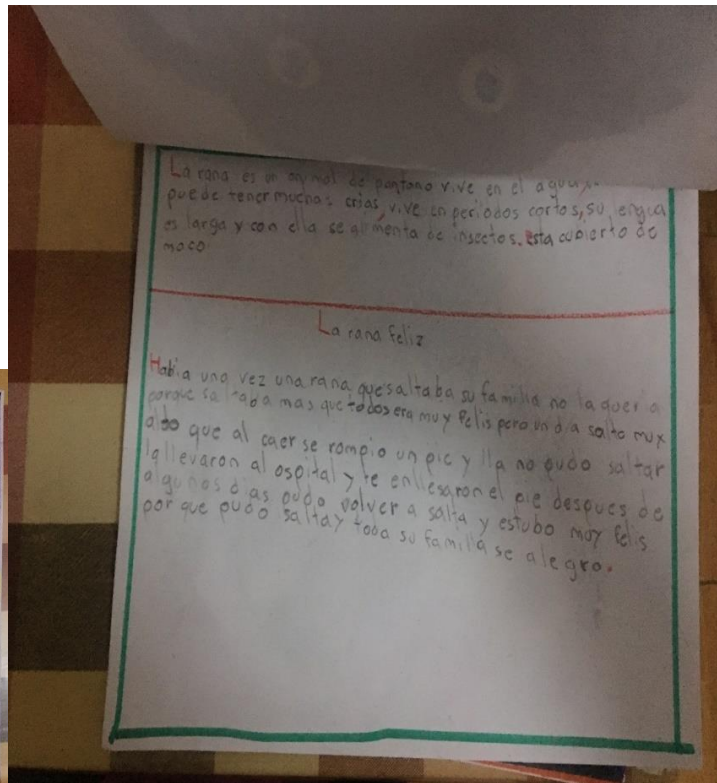 La rana es un animal de pantano vive en el agua,
puede tener muchas crias, vive en periodos cortos, su lengua
es larga y con ella se alimenta de insectos. Esta cubierto de
moco
La rana feliz
Habia una vez una rana que saltaba su familia no la queria
porque saltaba mas que todos era muy felis pero un dia salto mux
alto que al caer se rompio un pie y lla no pudo saltar
la llevaron al ospital y le enllesaron el pie despues de
algunos dias pudo volver a salta y estubo muy felis
por que pudo salta y toda su familia se alegro.